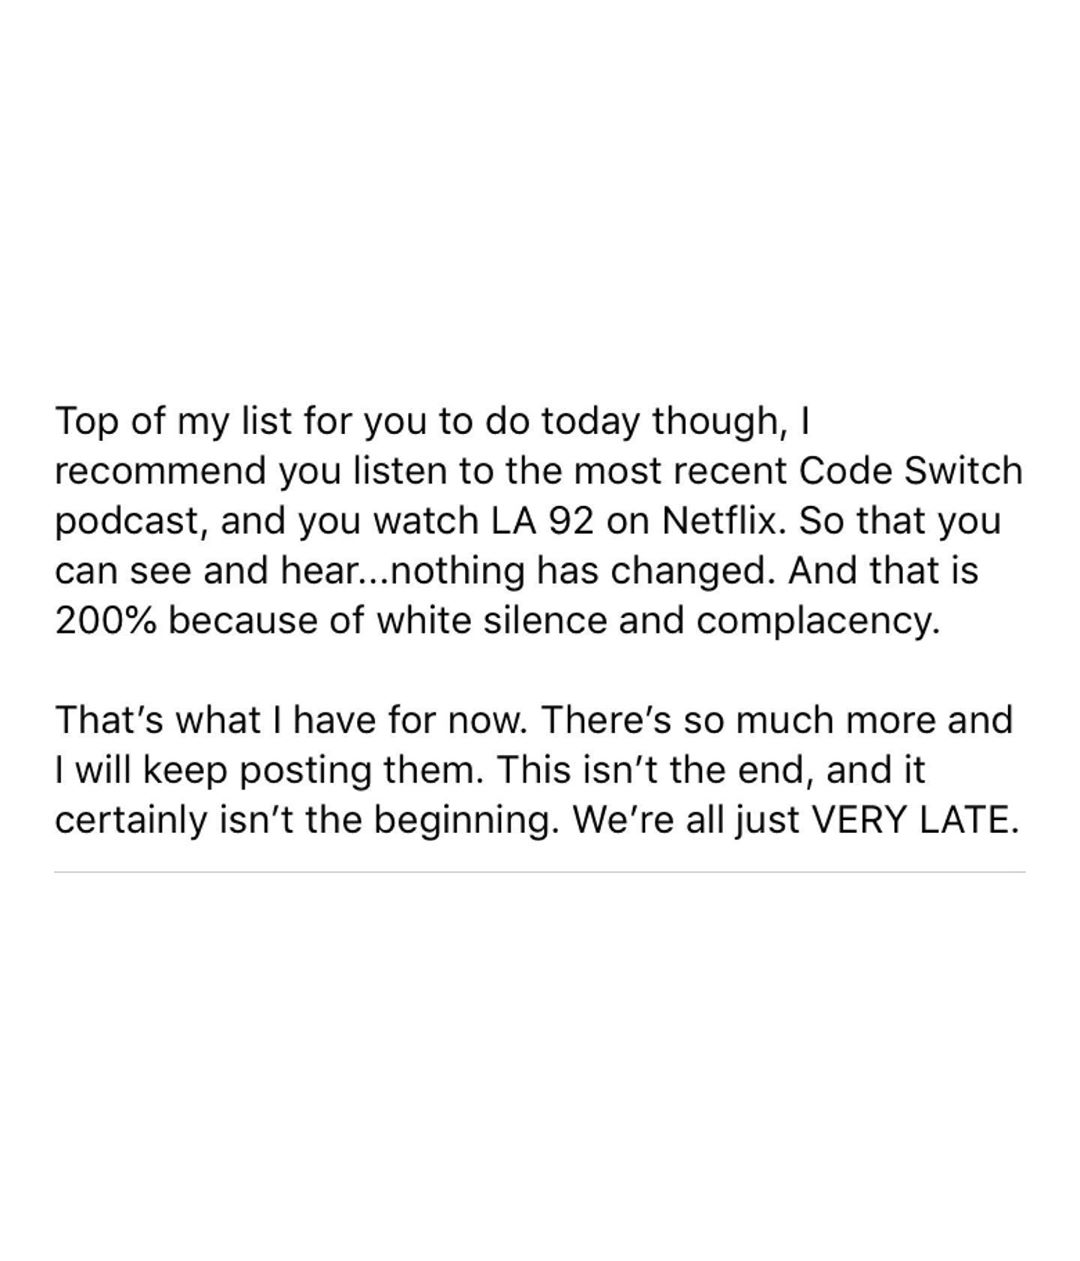 Top of my list for you to do today though, I
recommend you listen to the most recent Code Switch
podcast, and you watch LA 92 on Netflix. So that you
can see and hear...nothing has changed. And that is
200% because of white silence and complacency.
That’s what I have for now. There’s so much more and
I will keep posting them. This isn’t the end, and it
certainly isn’t the beginning. We’re all just VERY LATE.